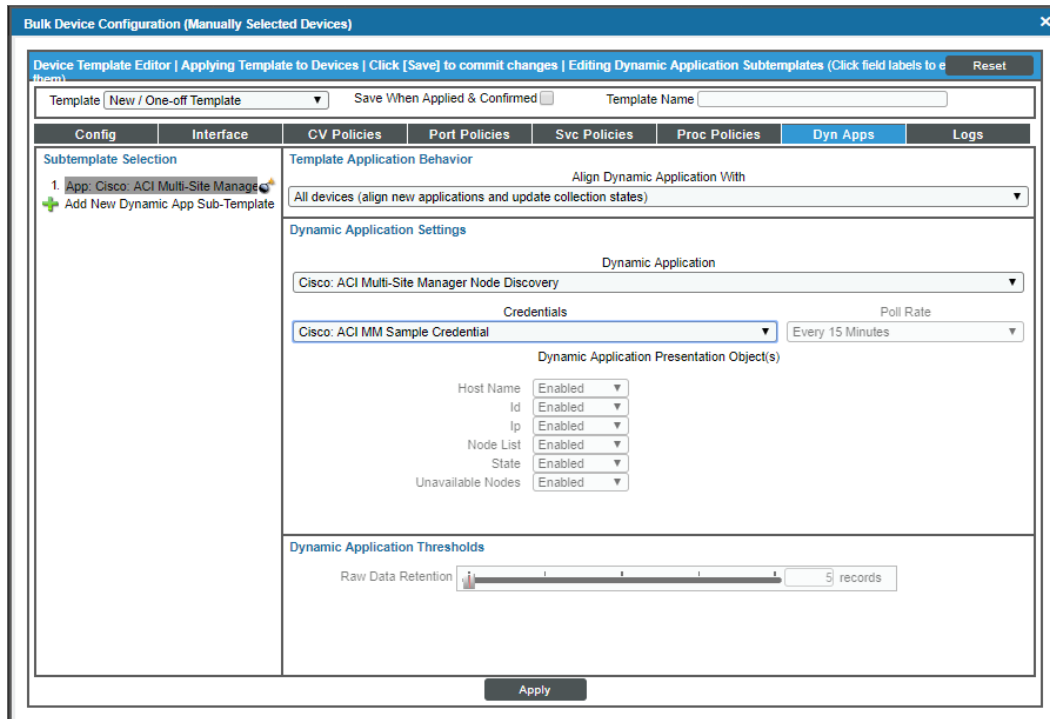 Bulk Device Configuration (Manually Selected Devices)
Device Template Editor | Applying Template to Devices | Click [Save] to commit changes | Editing Dynamic Application Subtemplates (Click field labels to e
them)
Reset
Template New / One-off Template Save When Applied & Confirmed Template Name
Config Interface CV Policies Port Policies Svc Policies Proc Policies Dyn Apps Logs
Subtemplate Selection
1. App: Cisco: ACI Multi-Site Manage
Add New Dynamic App Sub-Template
Template Application Behavior
Align Dynamic Application With
All devices (align new applications and update collection states)
Dynamic Application Settings
Dynamic Application
Cisco: ACI Multi-Site Manager Node Discovery
Credentials Poll Rate
Cisco: ACI MM Sample Credential Every 15 Minutes
Dynamic Application Presentation Object(s)
Host Name Enabled
Id Enabled
Ip Enabled
Node List Enabled
State Enabled
Unavailable Nodes Enabled
Dynamic Application Thresholds
Raw Data Retention 5 records
Apply